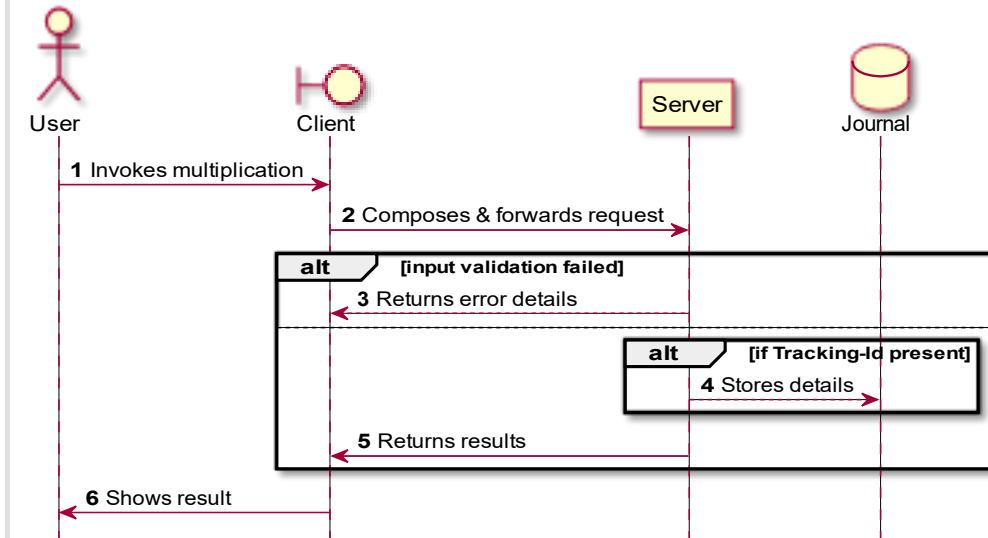 User
Client
Server
Journal
1 Invokes multiplication
2 Composes & forwards request
alt [input validation failed]
3 Returns error details
alt [if Tracking-Id present]
4 Stores details
5 Returns results
6 Shows result